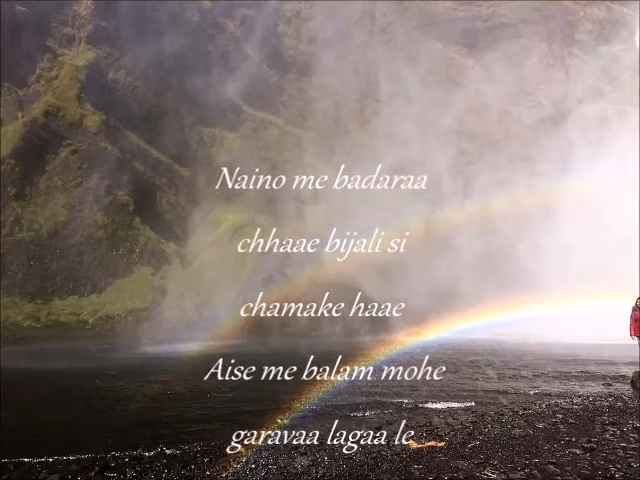 Naino me badaraa
chhaae bijali si
chamake haae
Aise me balam mohe
garavaa lagaa le